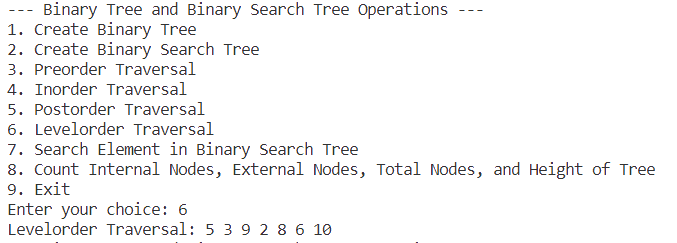 --- Binary Tree and Binary Search Tree Operations ---
1. Create Binary Tree
2. Create Binary Search Tree
3. Preorder Traversal
4. Inorder Traversal
5. Postorder Traversal
6. Levelorder Traversal
7. Search Element in Binary Search Tree
8. Count Internal Nodes, External Nodes, Total Nodes, and Height of Tree
9. Exit
Enter your choice: 6
Levelorder Traversal: 5 3 9 2 8 6 10